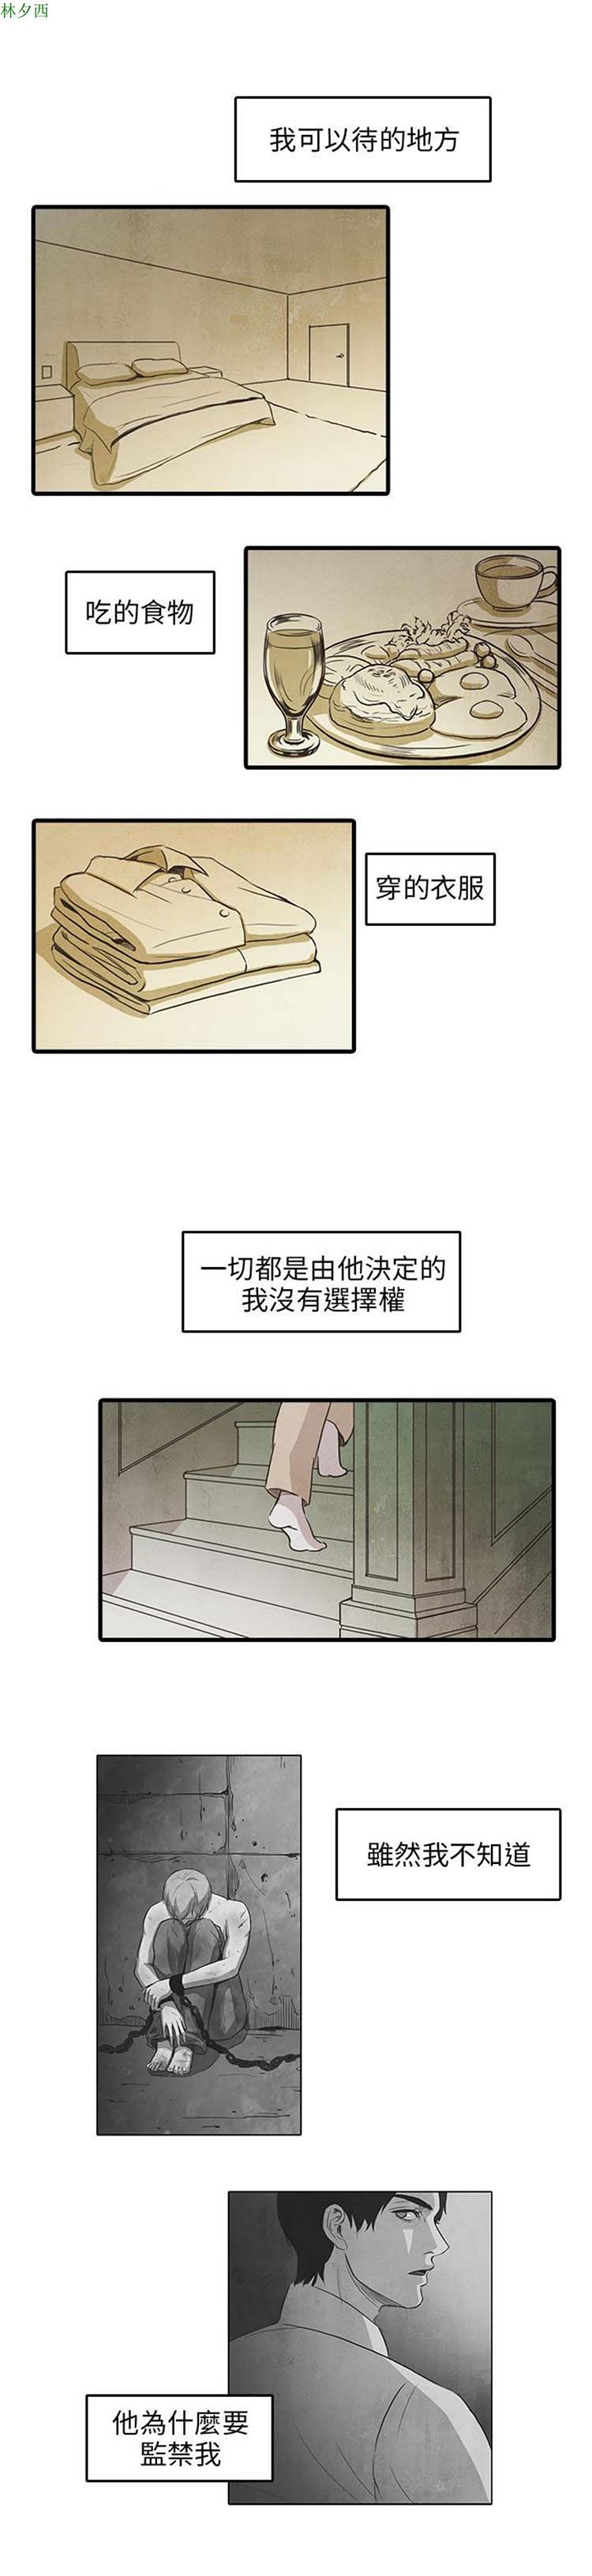 林夕西
我可以待的地方
吃的食物
穿的衣服
一切都是由他決定的
我沒有選擇權
雖然我不知道
他為什麼要
監禁我